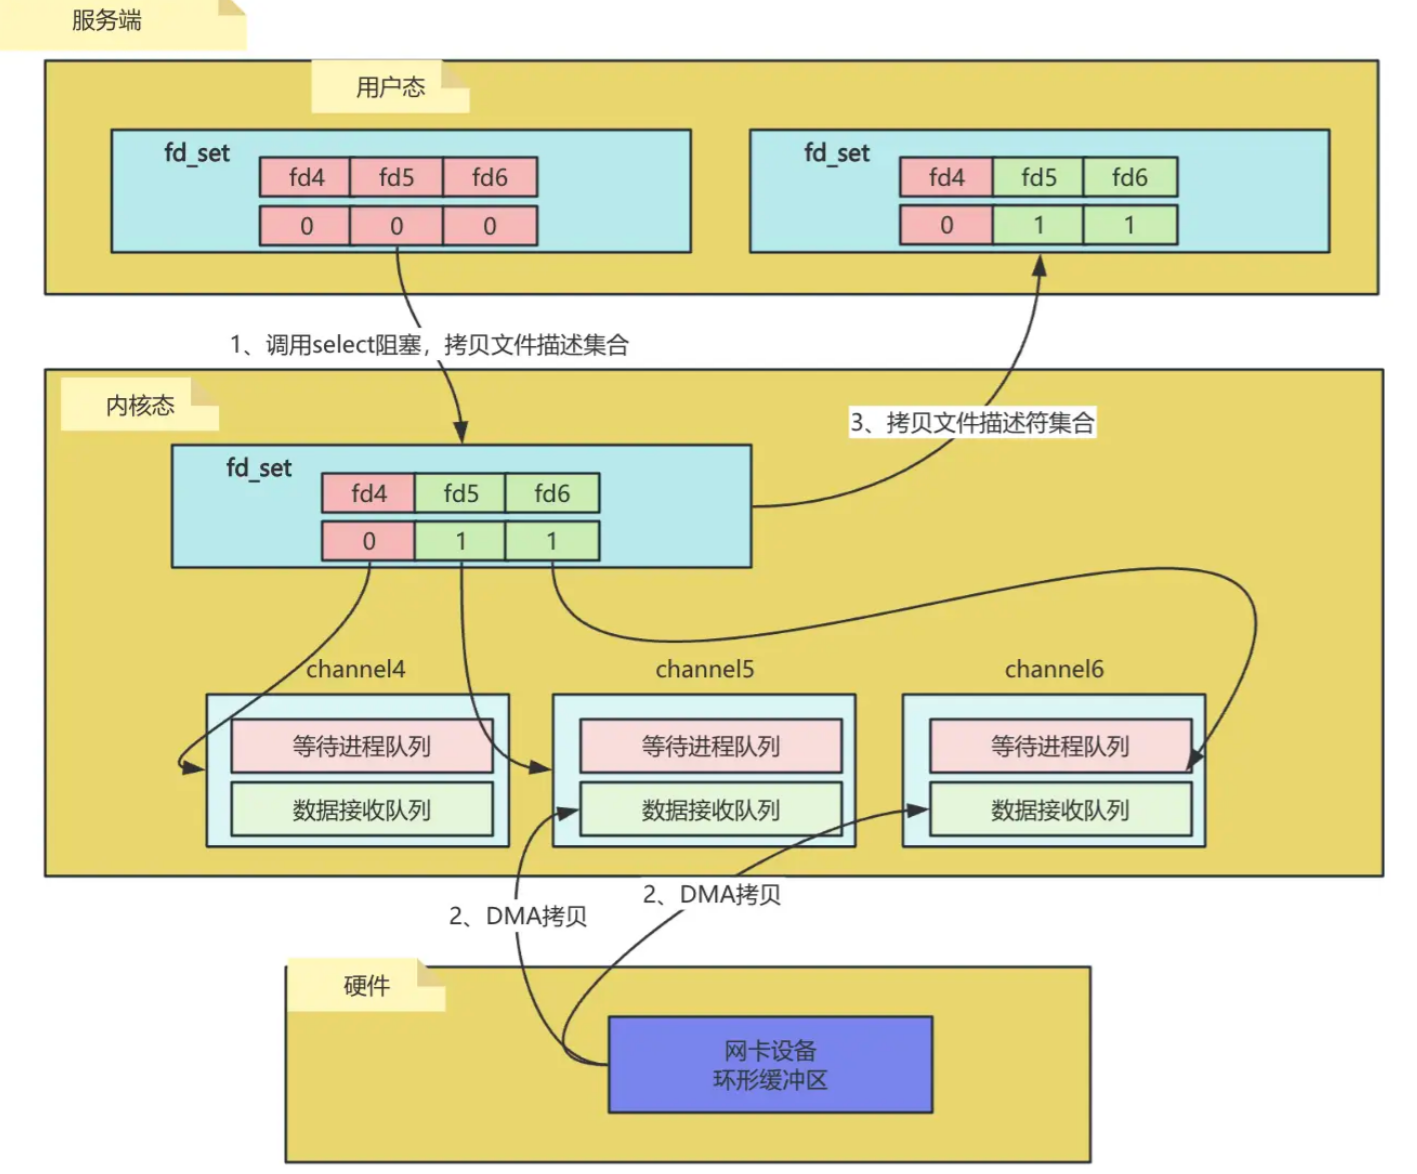 服务端
用户态
fd_set
fd4 fd5 fd6
0 0 0
fd_set
fd4 fd5 fd6
0 1 1
1、调用select阻塞，拷贝文件描述集合
内核态
3、拷贝文件描述符集合
fd_set
fd4 fd5 fd6
0 1 1
channel4
channel5
channel6
等待进程队列
等待进程队列
等待进程队列
数据接收队列
数据接收队列
数据接收队列
2、DMA拷贝
2、DMA拷贝
硬件
网卡设备
环形缓冲区